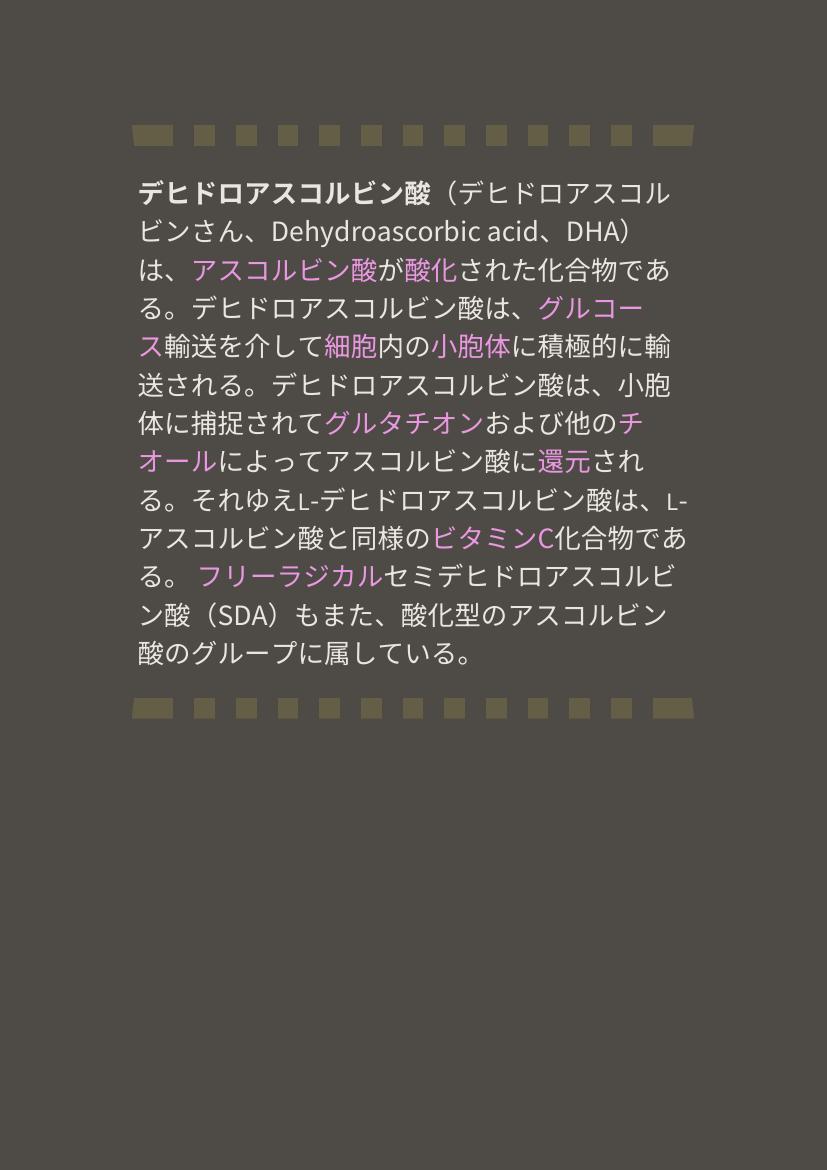 デヒドロアスコルビン酸（デヒドロアスコル
ビンさん、Dehydroascorbic acid、DHA）
は、アスコルビン酸が酸化された化合物であ
る。デヒドロアスコルビン酸は、グルコー
ス輸送を介して細胞内の小胞体に積極的に輸
送される。デヒドロアスコルビン酸は、小胞
体に捕捉されてグルタチオンおよび他のチ
オールによってアスコルビン酸に還元され
る。それゆえL-デヒドロアスコルビン酸は、L-
アスコルビン酸と同様のビタミンC化合物であ
る。 フリーラジカルセミデヒドロアスコルビ
ン酸（SDA）もまた、酸化型のアスコルビン
酸のグループに属している。